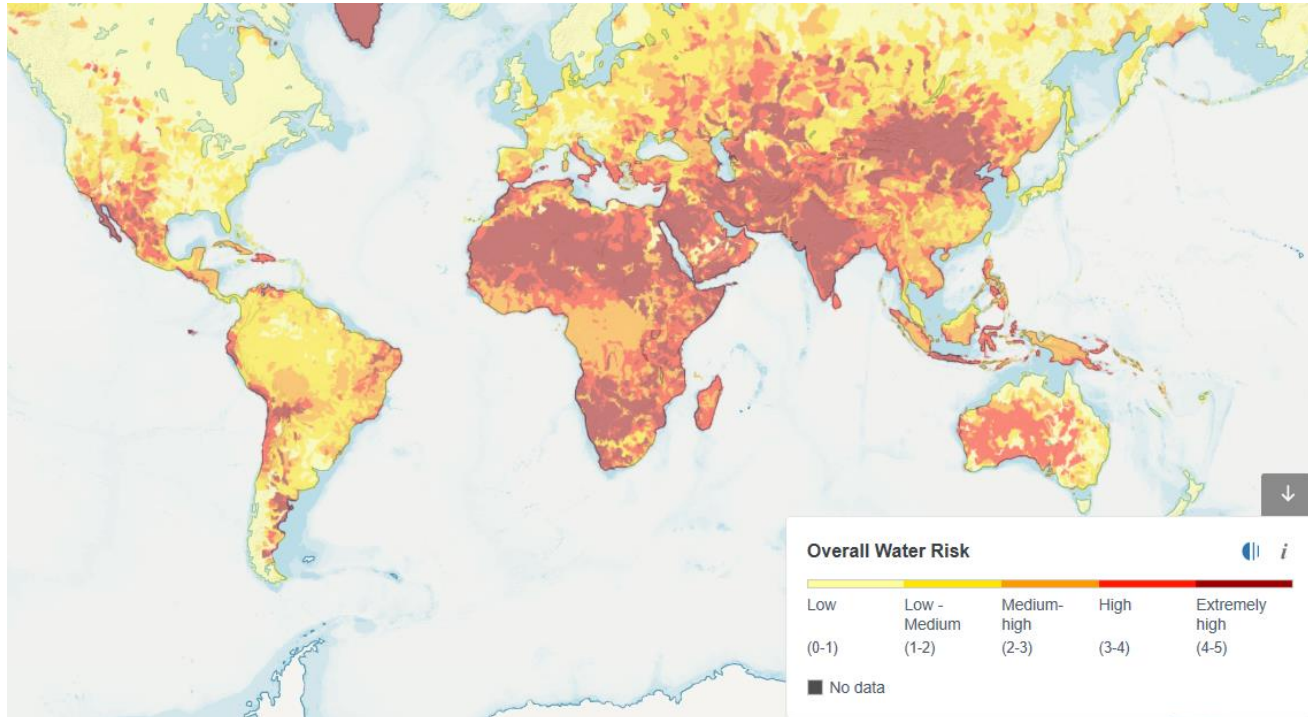 Overall Water Risk i
Low Low - Medium-high High Extremely
Medium high
(0-1) (1-2) (2-3) (3-4) (4-5)
No data